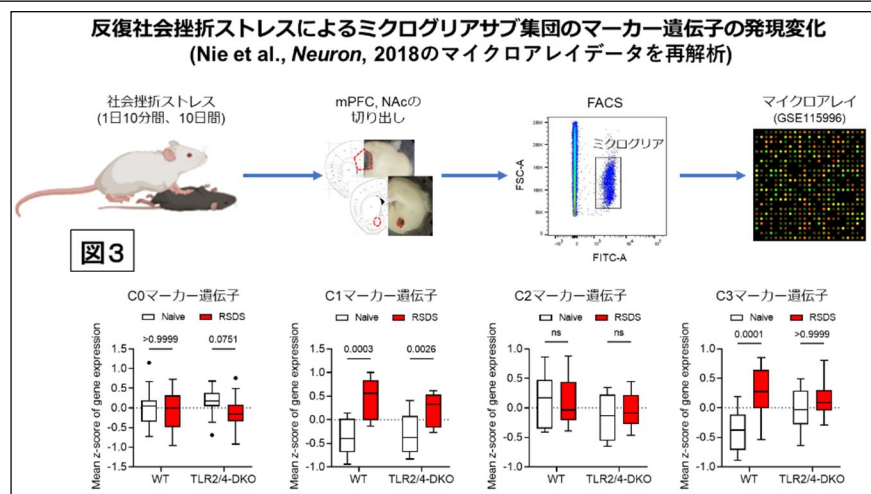 反復社会挫折ストレスによるミクログリアサブ集団のマーカー遺伝子の発現変化
(Nie et al., Neuron, 2018のマイクロアレイデータを再解析)
社会挫折ストレス
(1日10分間、10日間)
mPFC, NAcの
切り出し
FACS
マイクロアレイ
(GSE115996)
FSC-A
250K
200K
150K
100K
50K
0
ミクログリア
0
FITC-A
図3
C0マーカー遺伝子
Naive RSDS
Mean z-score of gene expression
>0.9999 0.0751
1.5
1.0
0.5
0.0
-0.5
-1.0
-1.5
WT TLR2/4-DKO
C1マーカー遺伝子
Naive RSDS
Mean z-score of gene expression
0.0003 0.0026
1.5
1.0
0.5
0.0
-0.5
-1.0
WT TLR2/4-DKO
C2マーカー遺伝子
Naive RSDS
Mean z-score of gene expression
ns ns
1.0
0.5
0.0
-0.5
-1.0
WT TLR2/4-DKO
C3マーカー遺伝子
Naive RSDS
Mean z-score of gene expression
0.0001 >0.9999
1.0
0.5
0.0
-0.5
-1.0
WT TLR2/4-DKO